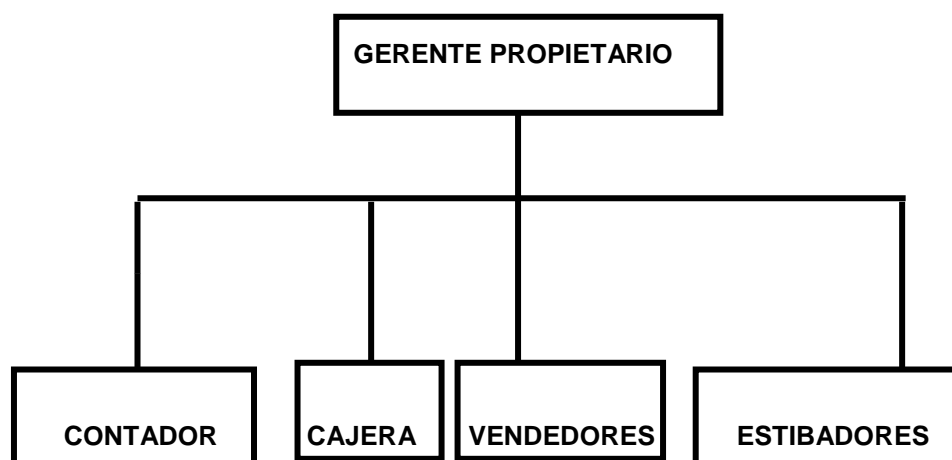 GERENTE PROPIETARIO
CONTADOR
CAJERA
VENDEDORES
ESTIBADORES